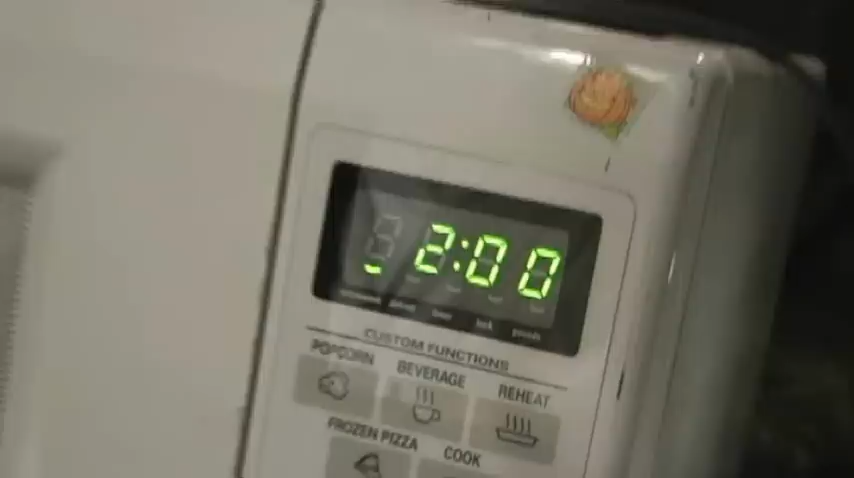 2:00
CUSTOM FUNCTIONS
POPCORN BEVERAGE REHEAT
FROZEN PIZZA COOK